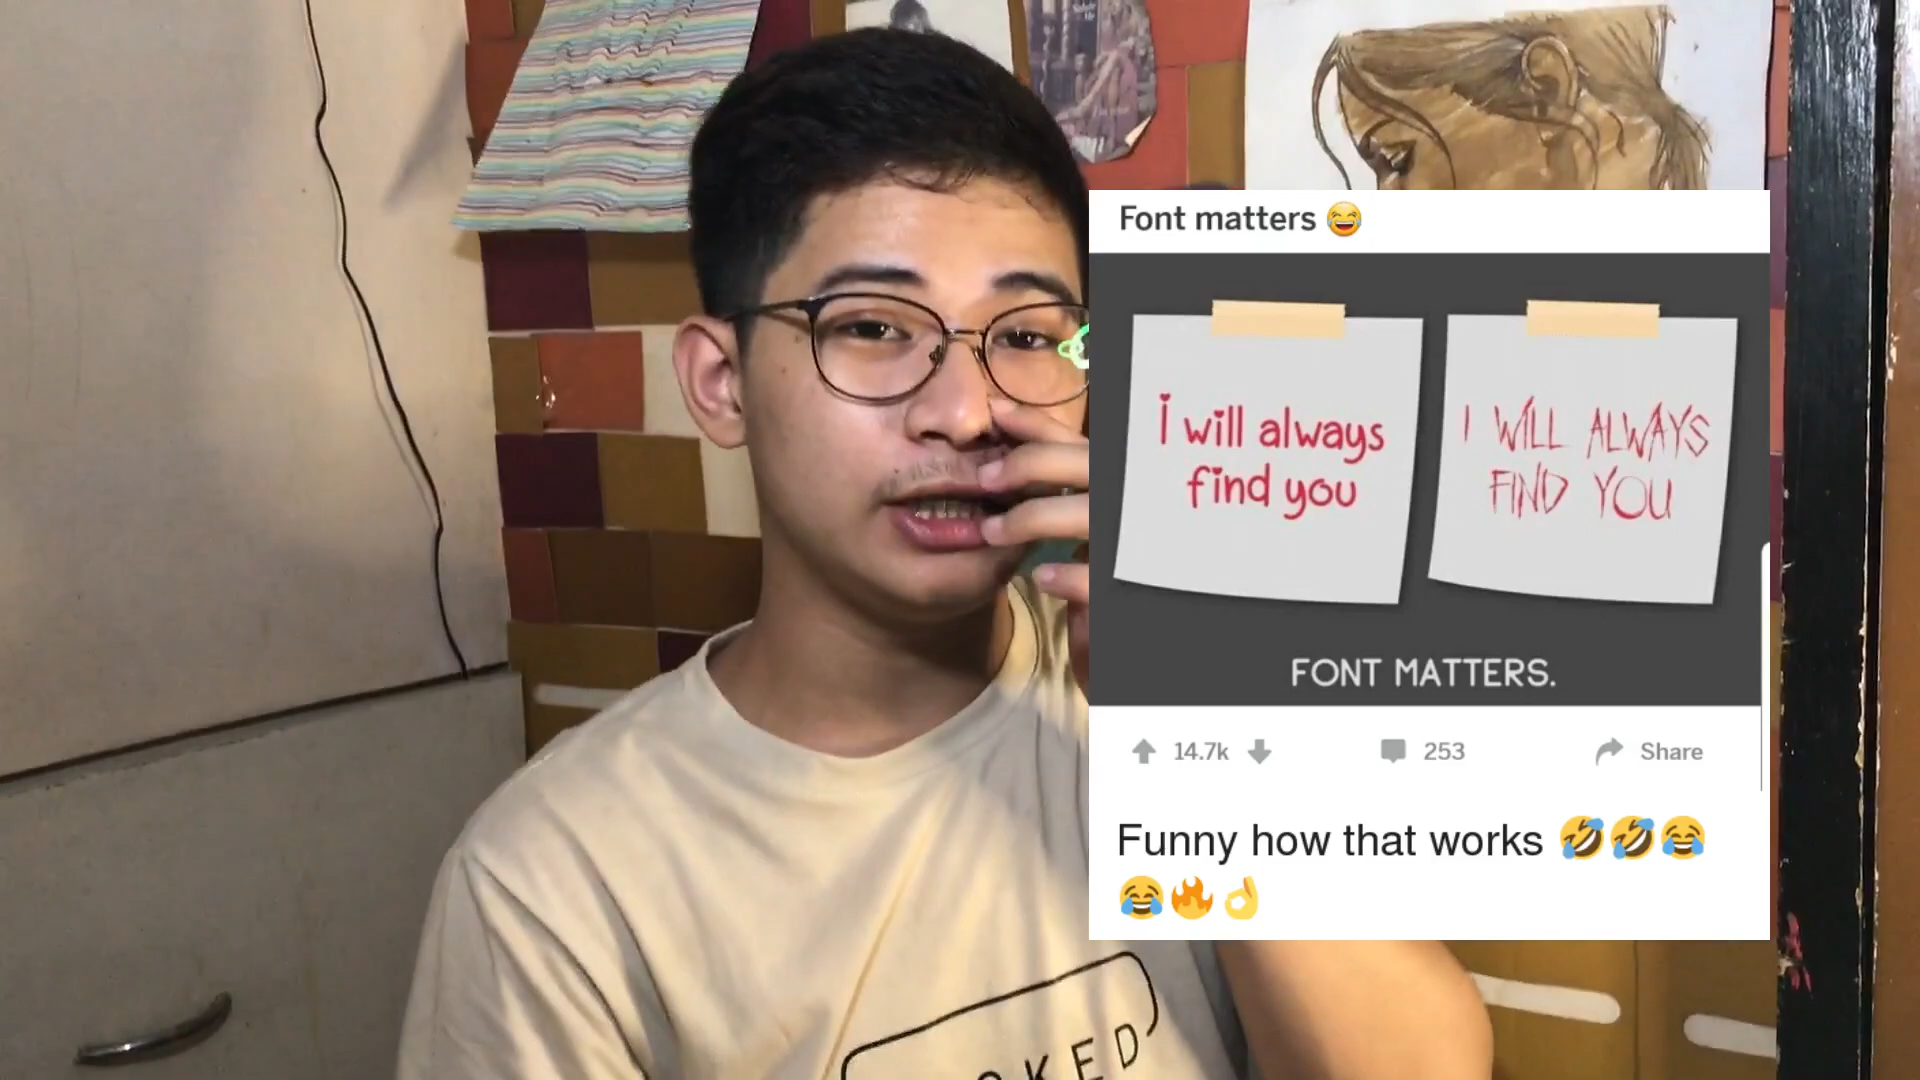 Font matters 😂
i will always
find you
I WILL ALWAYS
FIND YOU
FONT MATTERS.
14.7k
253
Share
Funny how that works 🤣🤣😂
😂🔥👌